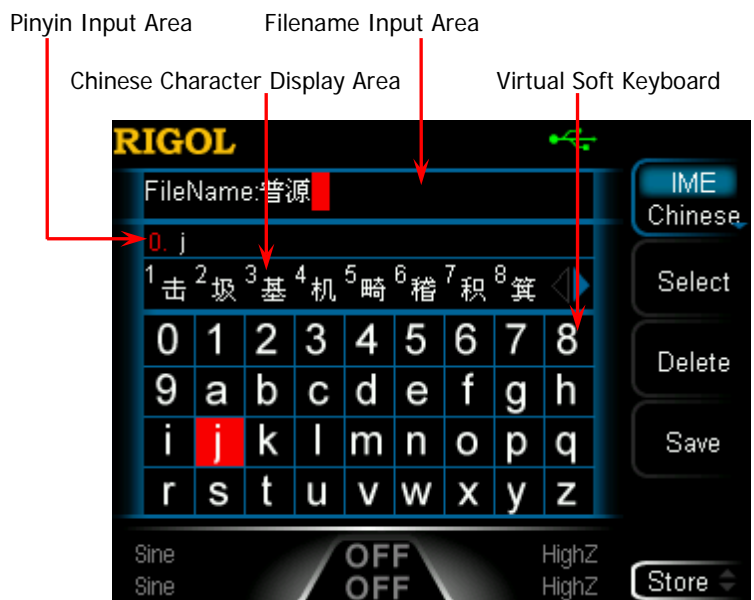 Pinyin Input Area Filename Input Area
Chinese Character Display Area Virtual Soft Keyboard
RIGOL
FileName:普源
IME
Chinese
0. j
1击 2圾 3基 4机 5畸 6稽 7积 8箕
Select
0 1 2 3 4 5 6 7 8
Delete
9 a b c d e f g h
i j k l m n o p q
Save
r s t u v w x y z
Sine OFF HighZ
Sine OFF HighZ
Store